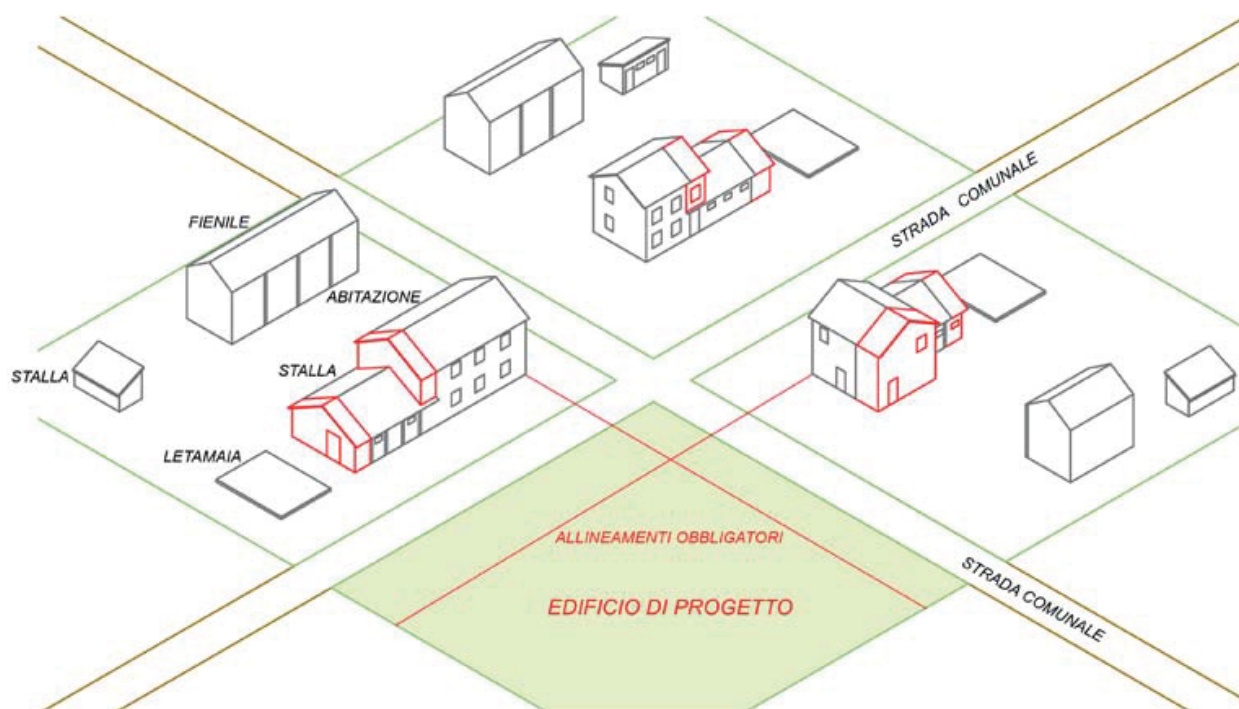 STRADA COMUNALE
FIENILE
ABITAZIONE
STALLA
STALLA
LETAMAIA
ALLINEAMENTI OBBLIGATORI
EDIFICIO DI PROGETTO
STRADA COMUNALE